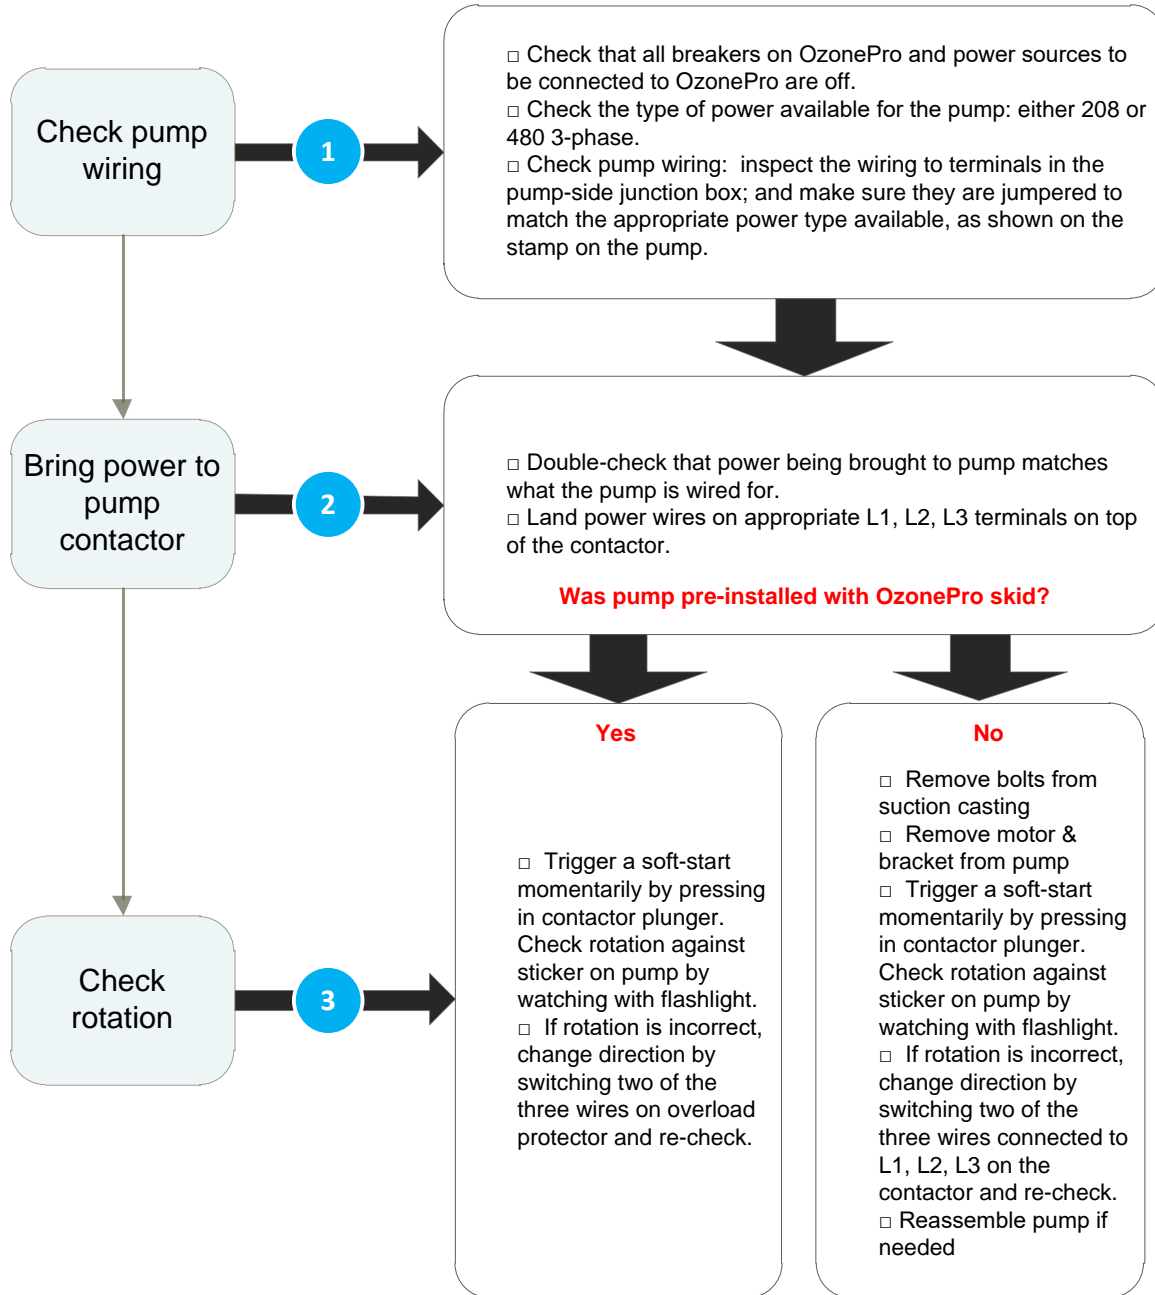 Check pump
wiring
1
□ Check that all breakers on OzonePro and power sources to
be connected to OzonePro are off.
□ Check the type of power available for the pump: either 208 or
480 3-phase.
□ Check pump wiring:  inspect the wiring to terminals in the
pump-side junction box; and make sure they are jumpered to
match the appropriate power type available, as shown on the
stamp on the pump.
Bring power to
pump
contactor
2
□ Double-check that power being brought to pump matches
what the pump is wired for.
□ Land power wires on appropriate L1, L2, L3 terminals on top
of the contactor.
Was pump pre-installed with OzonePro skid?
Check
rotation
3
Yes
□ Trigger a soft-start
momentarily by pressing
in contactor plunger.
Check rotation against
sticker on pump by
watching with flashlight.
□ If rotation is incorrect,
change direction by
switching two of the
three wires on overload
protector and re-check.
No
□ Remove bolts from
suction casting
□ Remove motor &
bracket from pump
□ Trigger a soft-start
momentarily by pressing
in contactor plunger.
Check rotation against
sticker on pump by
watching with flashlight.
□ If rotation is incorrect,
change direction by
switching two of the
three wires connected to
L1, L2, L3 on the
contactor and re-check.
□ Reassemble pump if
needed